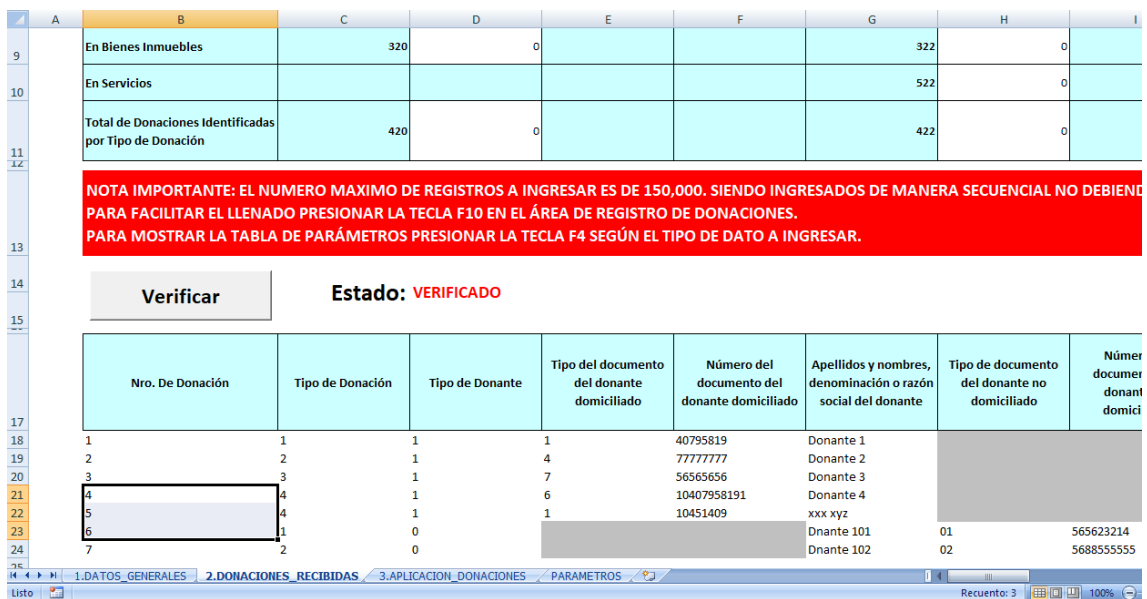 A B C D E F G H I
9 En Bienes Inmuebles 320 0 322 0
10 En Servicios 522 0
11 Total de Donaciones Identificadas por Tipo de Donación 420 0 422 0
12
13 NOTA IMPORTANTE: EL NUMERO MAXIMO DE REGISTROS A INGRESAR ES DE 150,000. SIENDO INGRESADOS DE MANERA SECUENCIAL NO DEBIEND
PARA FACILITAR EL LLENADO PRESIONAR LA TECLA F10 EN EL ÁREA DE REGISTRO DE DONACIONES.
PARA MOSTRAR LA TABLA DE PARÁMETROS PRESIONAR LA TECLA F4 SEGÚN EL TIPO DE DATO A INGRESAR.
14 Verificar Estado: VERIFICADO
15
17 Nro. De Donación Tipo de Donación Tipo de Donante Tipo del documento del donante domiciliado Número del documento del donante domiciliado Apellidos y nombres, denominación o razón social del donante Tipo de documento del donante no domiciliado Númer documen donant domici
18 1 1 1 1 40795819 Donante 1
19 2 2 1 4 77777777 Donante 2
20 3 3 1 7 56565656 Donante 3
21 4 4 1 6 10407958191 Donante 4
22 5 4 1 1 10451409 xxx xyz
23 6 1 0 Dnante 101 01 565623214
24 7 2 0 Dnante 102 02 5688555555
25
1.DATOS_GENERALES 2.DONACIONES_RECIBIDAS 3.APLICACION_DONACIONES PARAMETROS
Listo Recuento: 3 100%